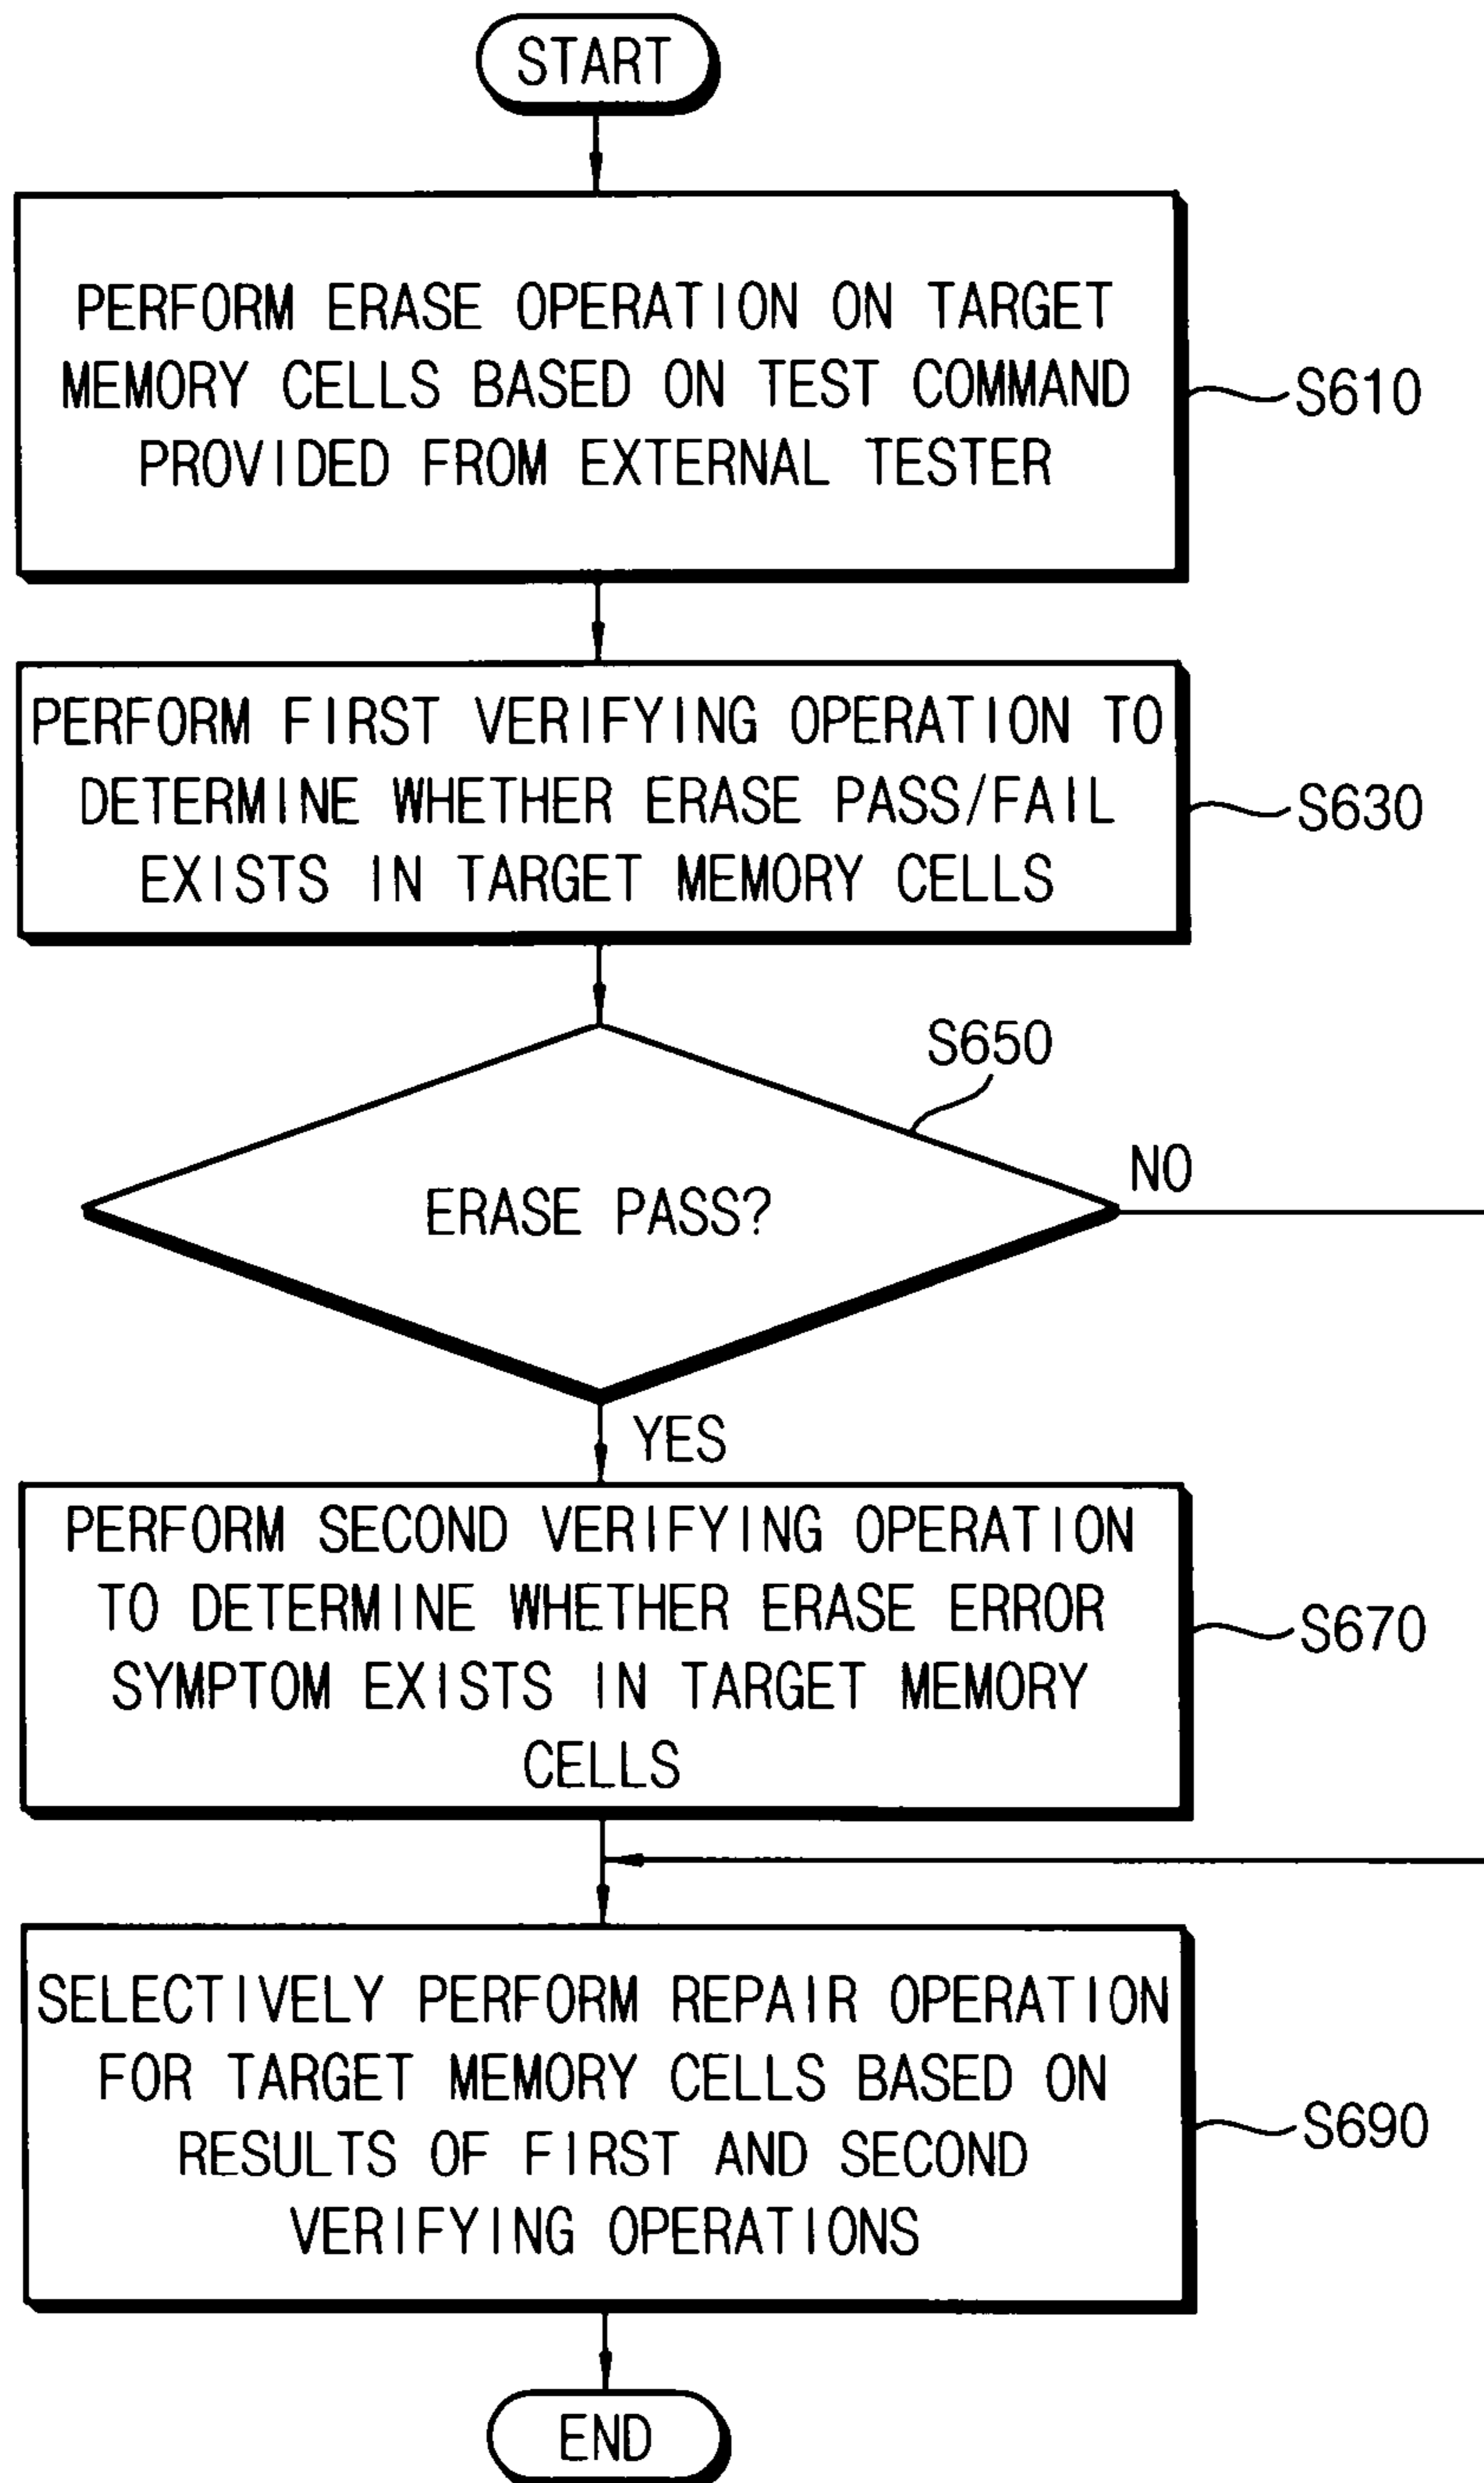 START
PERFORM ERASE OPERATION ON TARGET
MEMORY CELLS BASED ON TEST COMMAND
PROVIDED FROM EXTERNAL TESTER
S610
PERFORM FIRST VERIFYING OPERATION TO
DETERMINE WHETHER ERASE PASS/FAIL
EXISTS IN TARGET MEMORY CELLS
S630
S650
NO
ERASE PASS?
YES
PERFORM SECOND VERIFYING OPERATION
TO DETERMINE WHETHER ERASE ERROR
SYMPTOM EXISTS IN TARGET MEMORY
CELLS
S670
SELECTIVELY PERFORM REPAIR OPERATION
FOR TARGET MEMORY CELLS BASED ON
RESULTS OF FIRST AND SECOND
VERIFYING OPERATIONS
S690
END